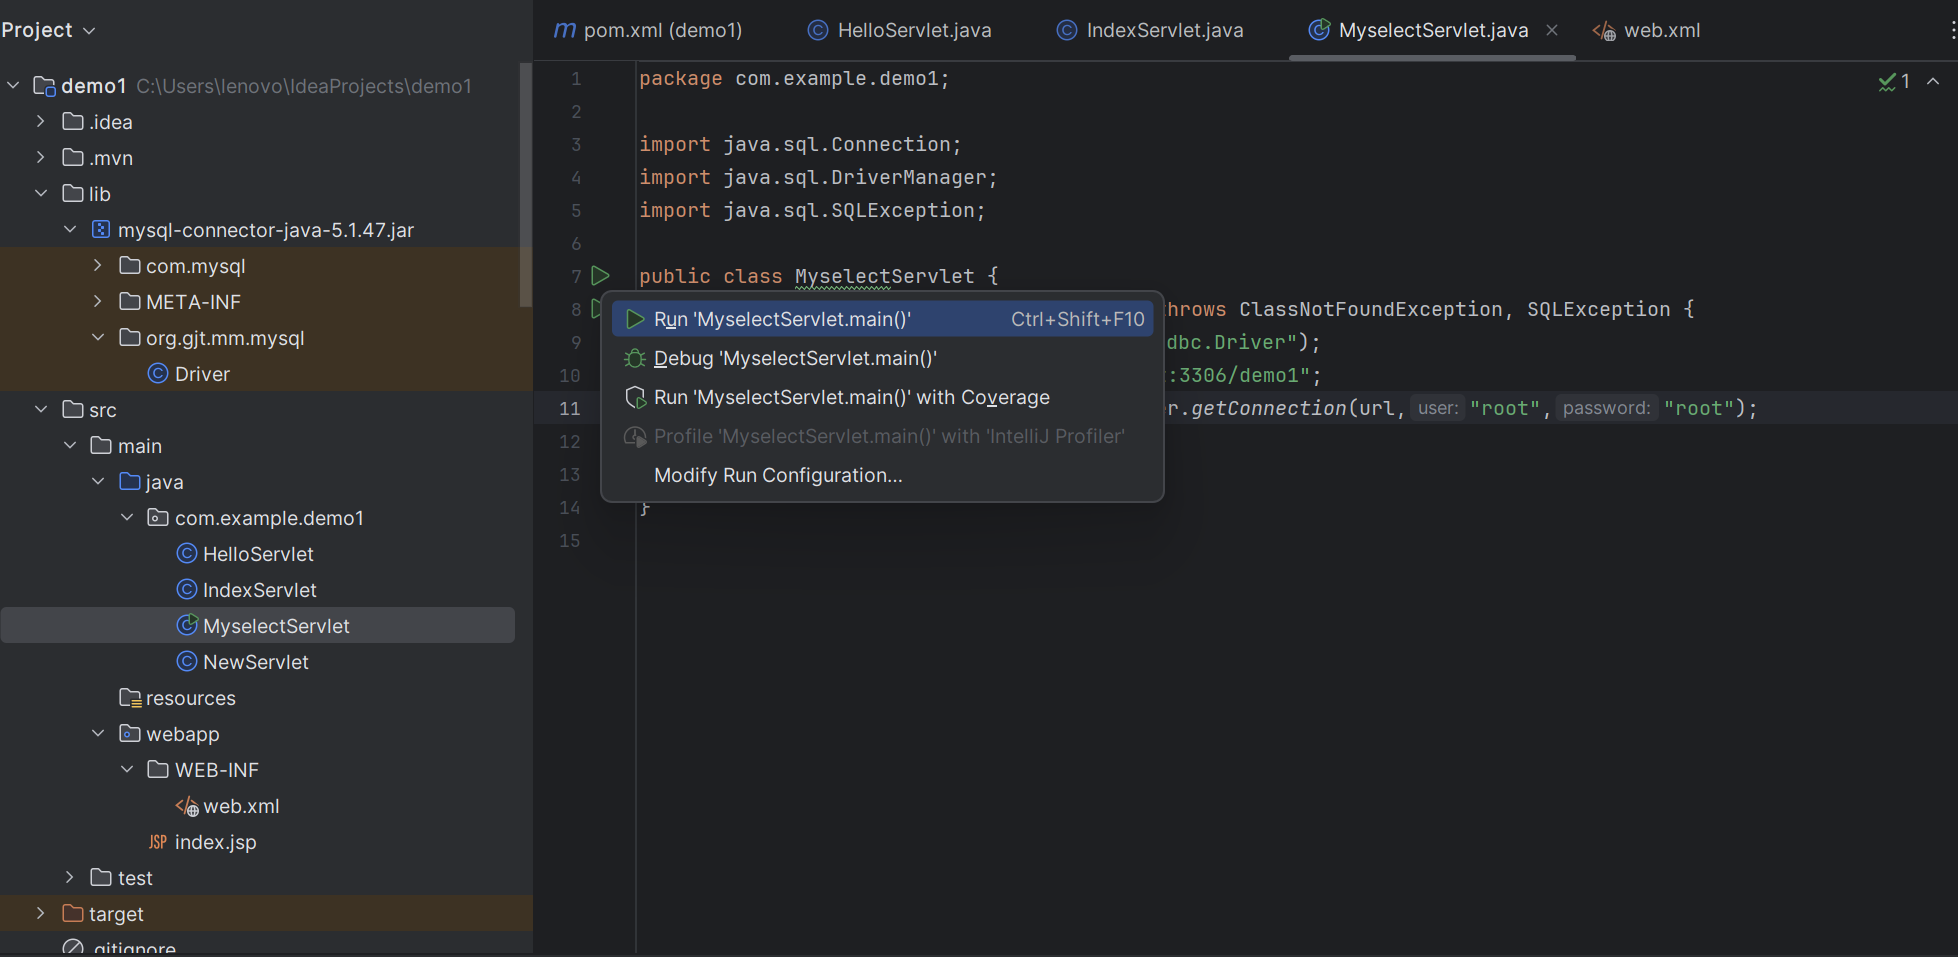 Project
pom.xml (demo1)
HelloServlet.java
IndexServlet.java
MyselectServlet.java
web.xml
demo1 C:\Users\lenovo\IdeaProjects\demo1
.idea
.mvn
lib
mysql-connector-java-5.1.47.jar
com.mysql
META-INF
org.gjt.mm.mysql
Driver
src
main
java
com.example.demo1
HelloServlet
IndexServlet
MyselectServlet
NewServlet
resources
webapp
WEB-INF
web.xml
JSP index.jsp
test
target
.gitignore
1 package com.example.demo1;
1
2
3 import java.sql.Connection;
4 import java.sql.DriverManager;
5 import java.sql.SQLException;
6
7 public class MyselectServlet {
8 hrows ClassNotFoundException, SQLException {
9 dbc.Driver");
10 :3306/demo1";
11 r.getConnection(url, user: "root", password: "root");
12
13
14 }
15
Run 'MyselectServlet.main()' Ctrl+Shift+F10
Debug 'MyselectServlet.main()'
Run 'MyselectServlet.main()' with Coverage
Profile 'MyselectServlet.main()' with 'IntelliJ Profiler'
Modify Run Configuration...